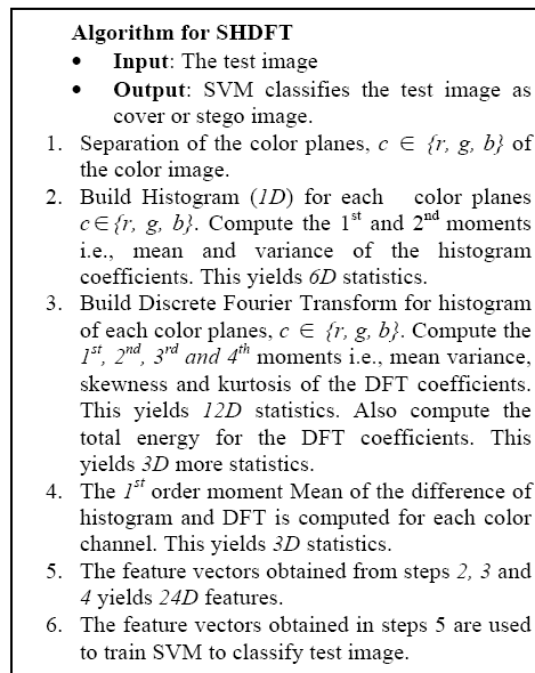 Algorithm for SHDFT
• Input: The test image
• Output: SVM classifies the test image as
cover or stego image.
1. Separation of the color planes, c ∈ {r, g, b} of
the color image.
2. Build Histogram (1D) for each color planes
c∈{r, g, b}. Compute the 1st and 2nd moments
i.e., mean and variance of the histogram
coefficients. This yields 6D statistics.
3. Build Discrete Fourier Transform for histogram
of each color planes, c ∈ {r, g, b}. Compute the
1st, 2nd, 3rd and 4th moments i.e., mean variance,
skewness and kurtosis of the DFT coefficients.
This yields 12D statistics. Also compute the
total energy for the DFT coefficients. This
yields 3D more statistics.
4. The 1st order moment Mean of the difference of
histogram and DFT is computed for each color
channel. This yields 3D statistics.
5. The feature vectors obtained from steps 2, 3 and
4 yields 24D features.
6. The feature vectors obtained in steps 5 are used
to train SVM to classify test image.